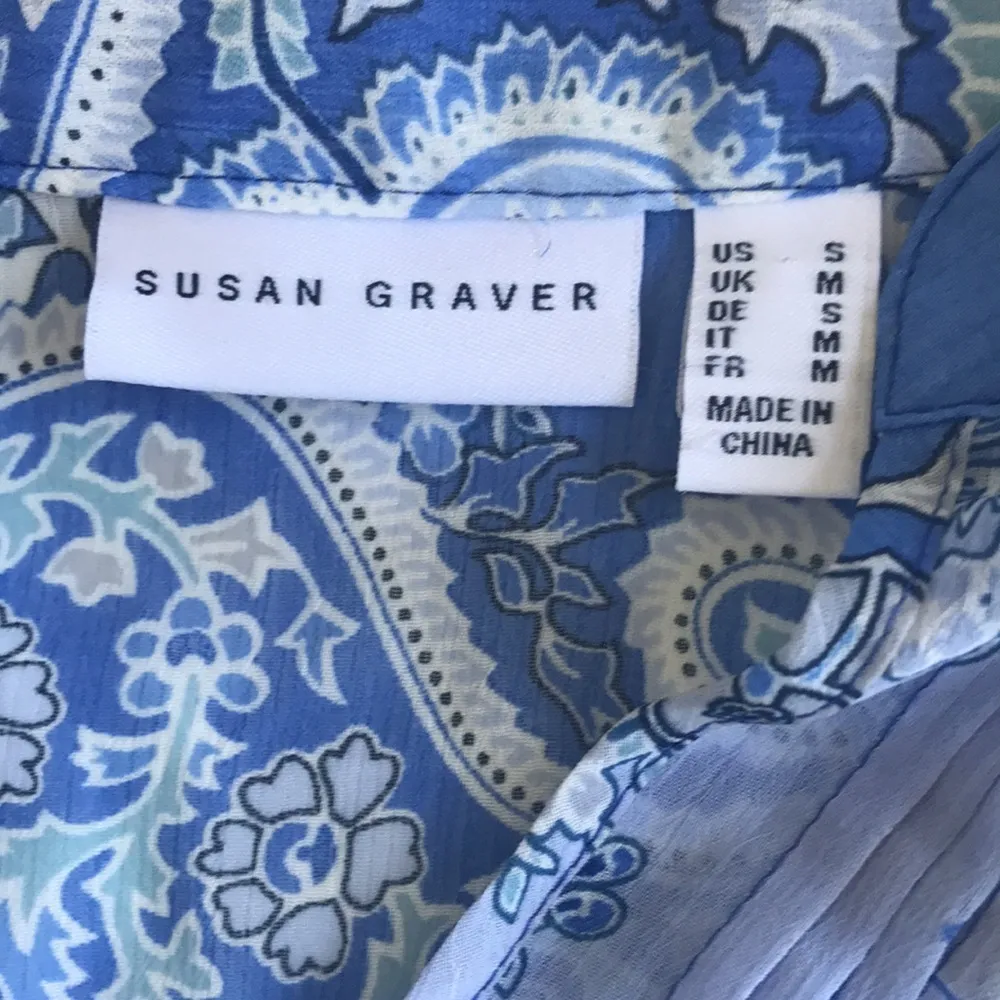 SUSAN GRAVER
US S
UK M
DE S
IT M
FR M
MADE IN
CHINA